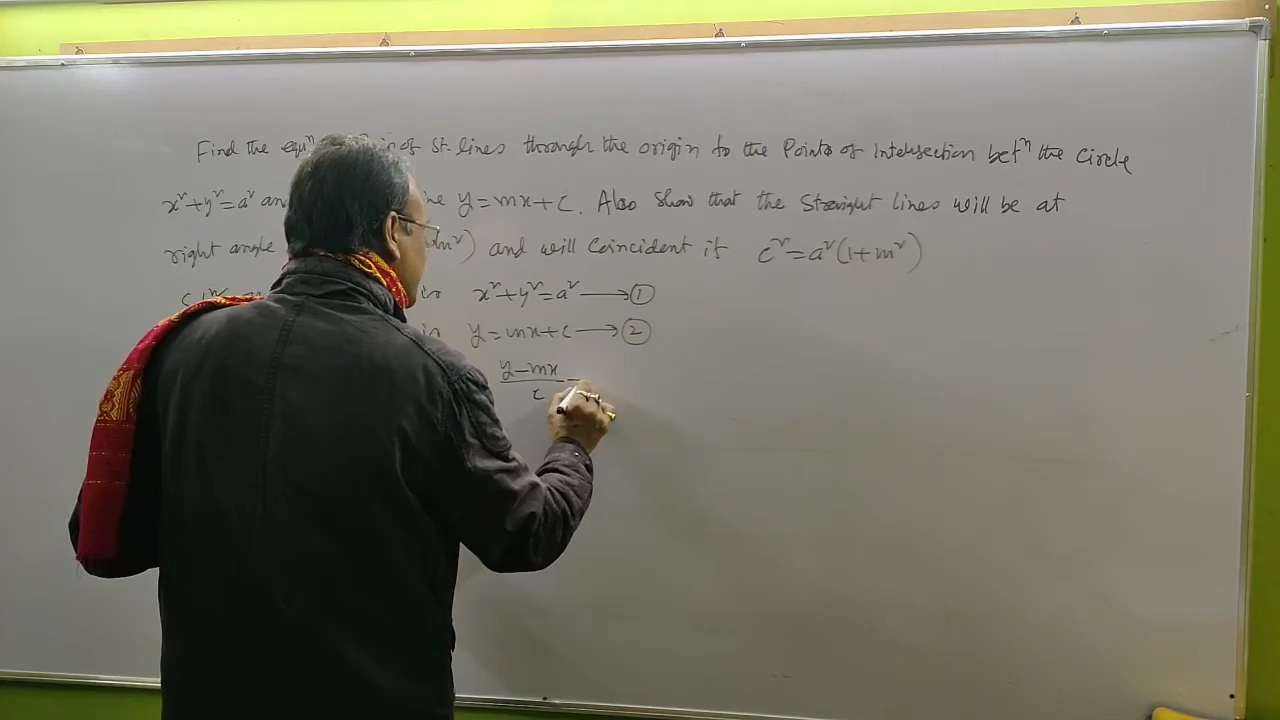 Find the equⁿ of St. lines through the origin to the Points of Intersection betⁿ the Circle
x²+y²=a² an y=mx+c. Also show that the Straight lines will be at
right angle m²) and will Coincident if c²=a²(1+m²)
x²+y²=a² → ①
y=mx+c → ②
y-mx/c